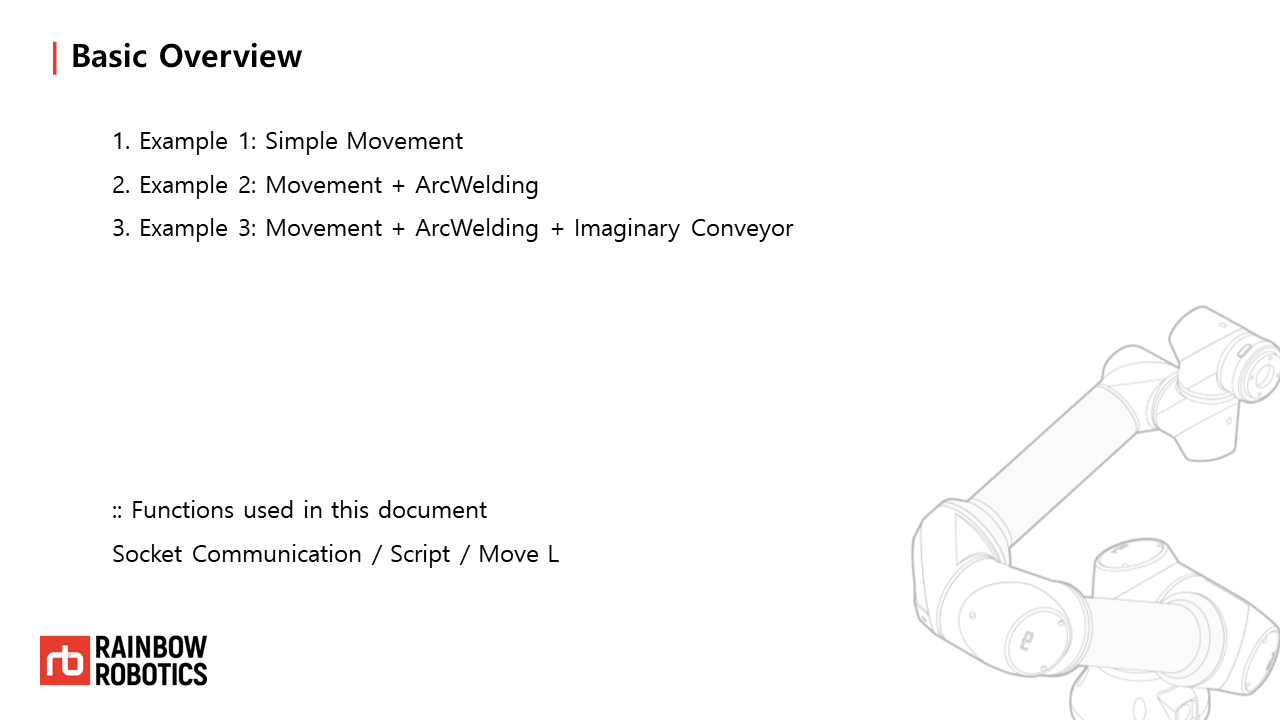 Basic Overview
1. Example 1: Simple Movement
2. Example 2: Movement + ArcWelding
3. Example 3: Movement + ArcWelding + Imaginary Conveyor
:: Functions used in this document
Socket Communication / Script / Move L
rb RAINBOW
ROBOTICS